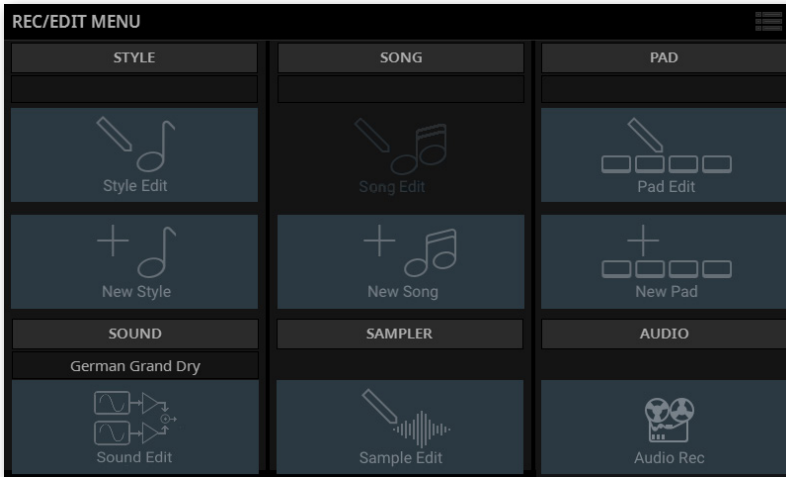 REC/EDIT MENU
STYLE
SONG
PAD
Style Edit
Song Edit
Pad Edit
New Style
New Song
New Pad
SOUND
SAMPLER
AUDIO
German Grand Dry
Sound Edit
Sample Edit
Audio Rec